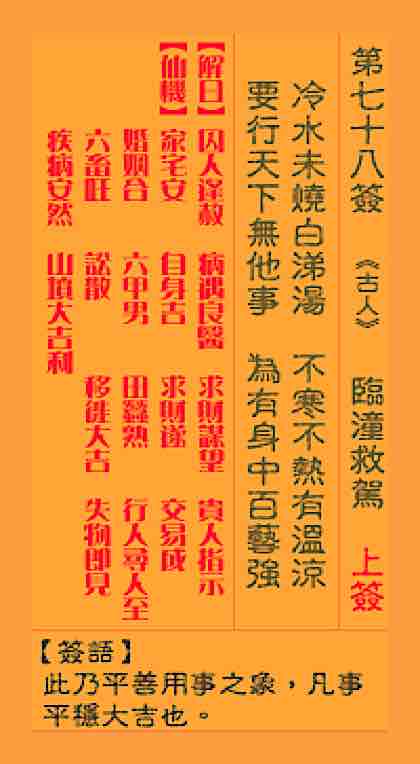 第七十八簽 《古人》 臨潼救駕 上簽
冷水未燒白涕湯 不寒不熱有溫涼
要行天下無他事 為有身中百藝強
【解曰】囚人逢赦 病遇良醫 求財謀望 貴人指示
【仙機】家宅安 自身吉 求財遂 交易成
婚姻合 六甲男 田蠶熟 行人尋人至
六畜旺 訟散 移徙大吉 失物即見
疾病安然 山墳大吉利
【簽語】
此乃平善用事之象,凡事
平穩大吉也。